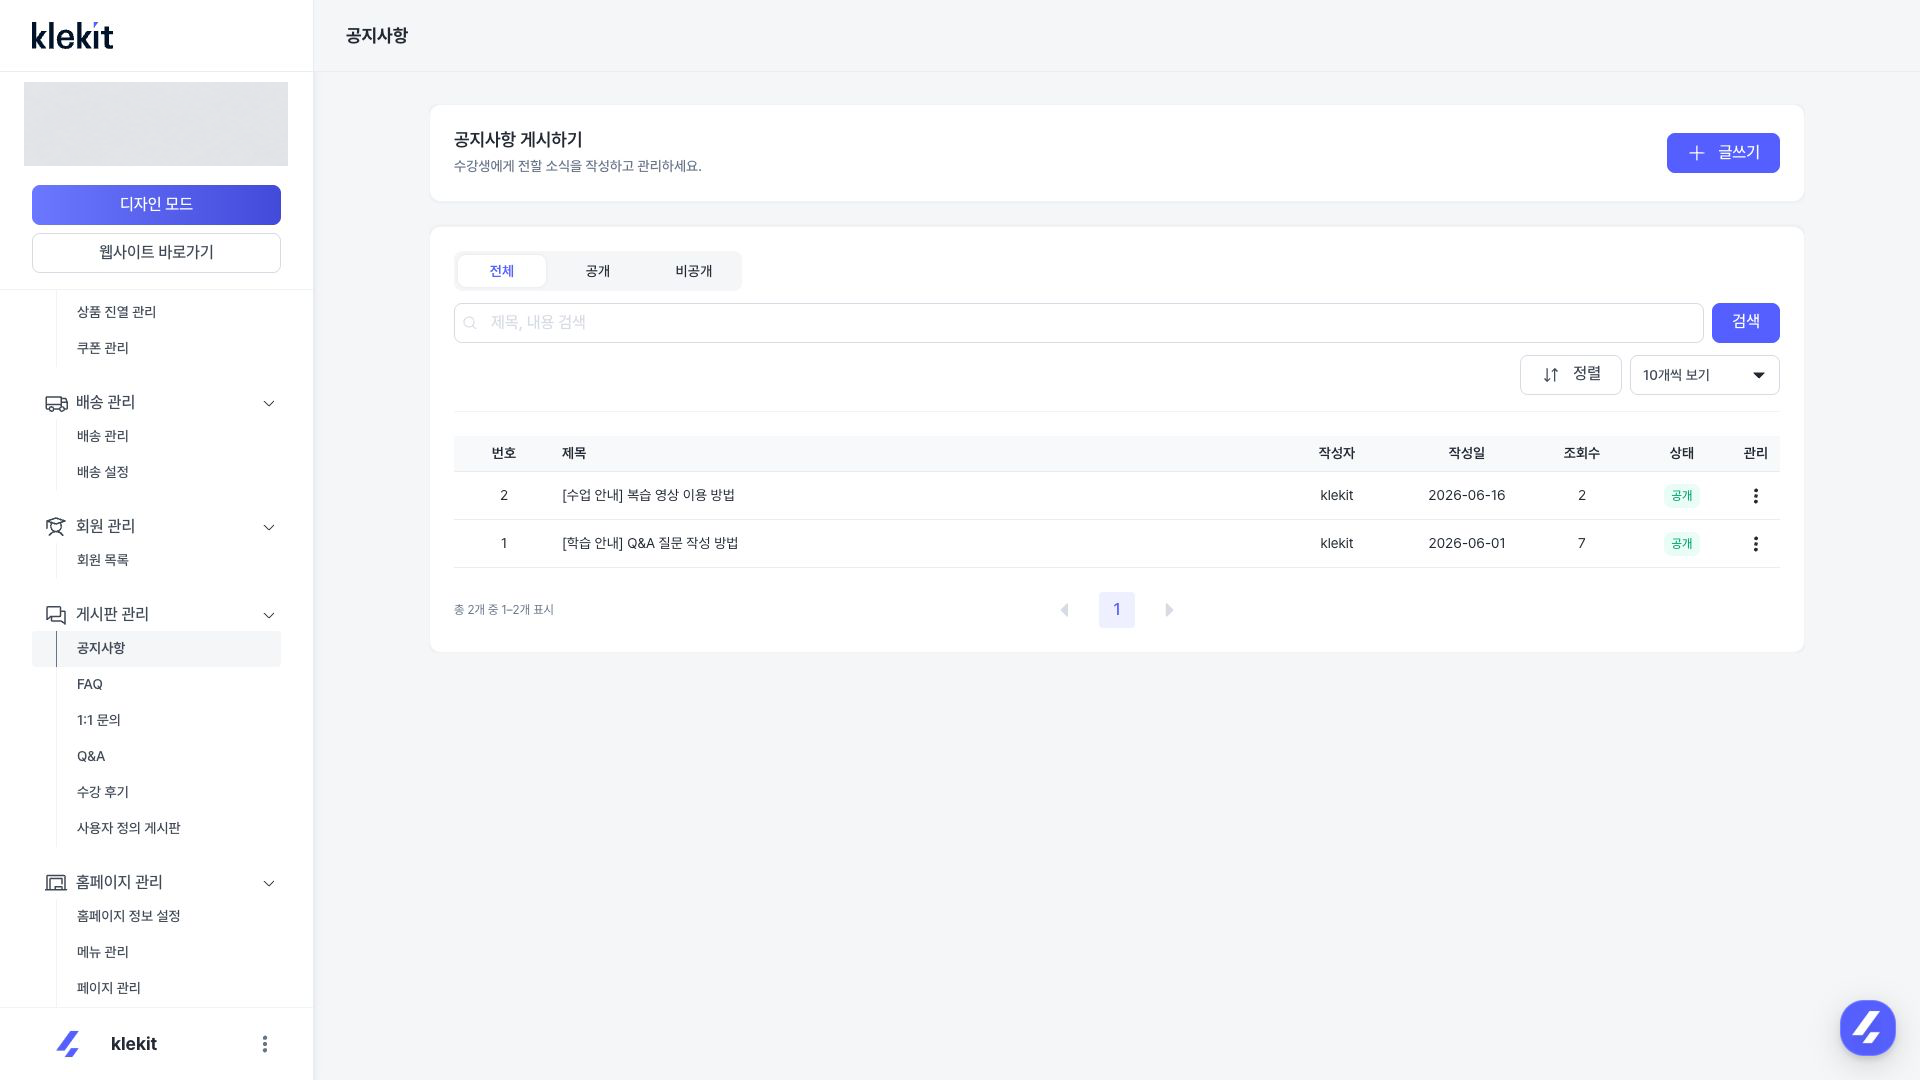 klekit
공지사항
디자인 모드
웹사이트 바로가기
상품 진열 관리
쿠폰 관리
배송 관리
배송 관리
배송 설정
회원 관리
회원 목록
게시판 관리
공지사항
FAQ
1:1 문의
Q&A
수강 후기
사용자 정의 게시판
홈페이지 관리
홈페이지 정보 설정
메뉴 관리
페이지 관리
klekit
공지사항 게시하기
수강생에게 전할 소식을 작성하고 관리하세요.
글쓰기
전체 공개 비공개
제목, 내용 검색 검색
정렬 10개씩 보기
번호 제목 작성자 작성일 조회수 상태 관리
2 [수업 안내] 복습 영상 이용 방법 klekit 2026-06-16 2 공개
1 [학습 안내] Q&A 질문 작성 방법 klekit 2026-06-01 7 공개
총 2개 중 1–2개 표시 1